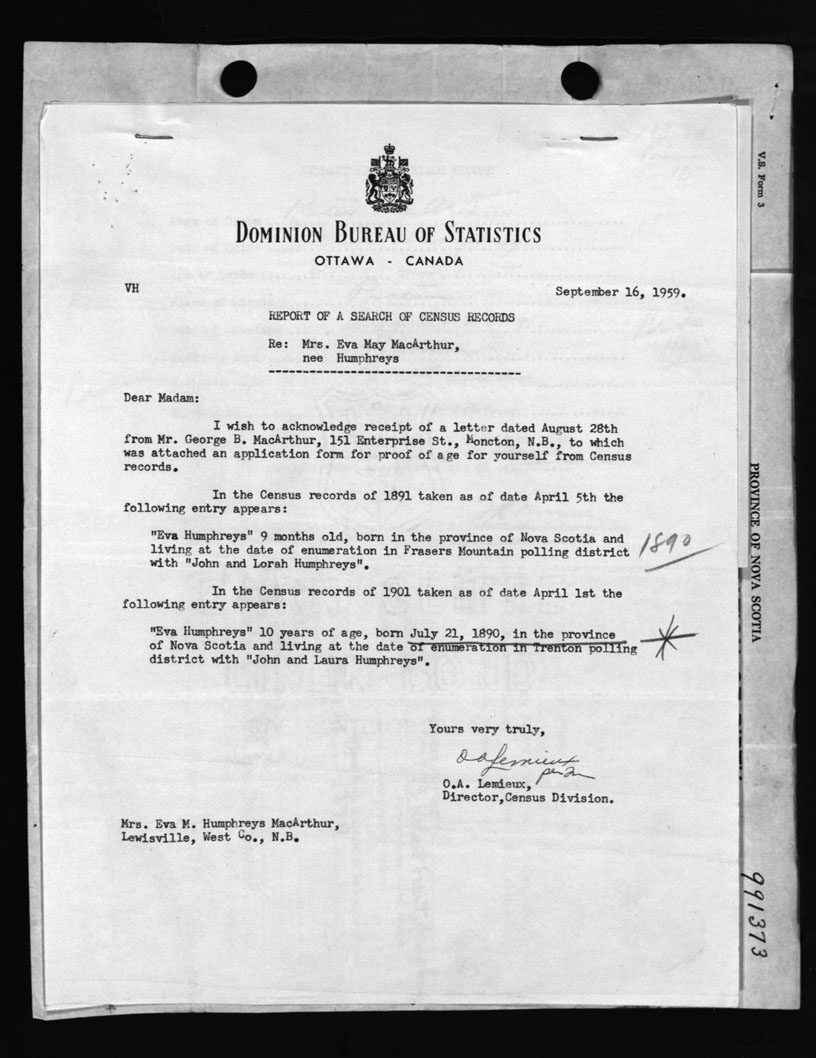 V.S. Form 3
DOMINION BUREAU OF STATISTICS
OTTAWA - CANADA
VH
September 16, 1959.
REPORT OF A SEARCH OF CENSUS RECORDS
Re: Mrs. Eva May MacArthur,
nee Humphreys
Dear Madam:
I wish to acknowledge receipt of a letter dated August 28th
from Mr. George B. MacArthur, 151 Enterprise St., Moncton, N.B., to which
was attached an application form for proof of age for yourself from Census
records.
In the Census records of 1891 taken as of date April 5th the
following entry appears:
"Eva Humphreys" 9 months old, born in the province of Nova Scotia and
living at the date of enumeration in Frasers Mountain polling district
with "John and Lorah Humphreys".
1890
In the Census records of 1901 taken as of date April 1st the
following entry appears:
"Eva Humphreys" 10 years of age, born July 21, 1890, in the province
of Nova Scotia and living at the date of enumeration in Trenton polling
district with "John and Laura Humphreys".
Yours very truly,
O A Lemieux
per
O.A. Lemieux,
Director,Census Division.
Mrs. Eva M. Humphreys MacArthur,
Lewisville, West Co., N.B.
PROVINCE OF NOVA SCOTIA
991373